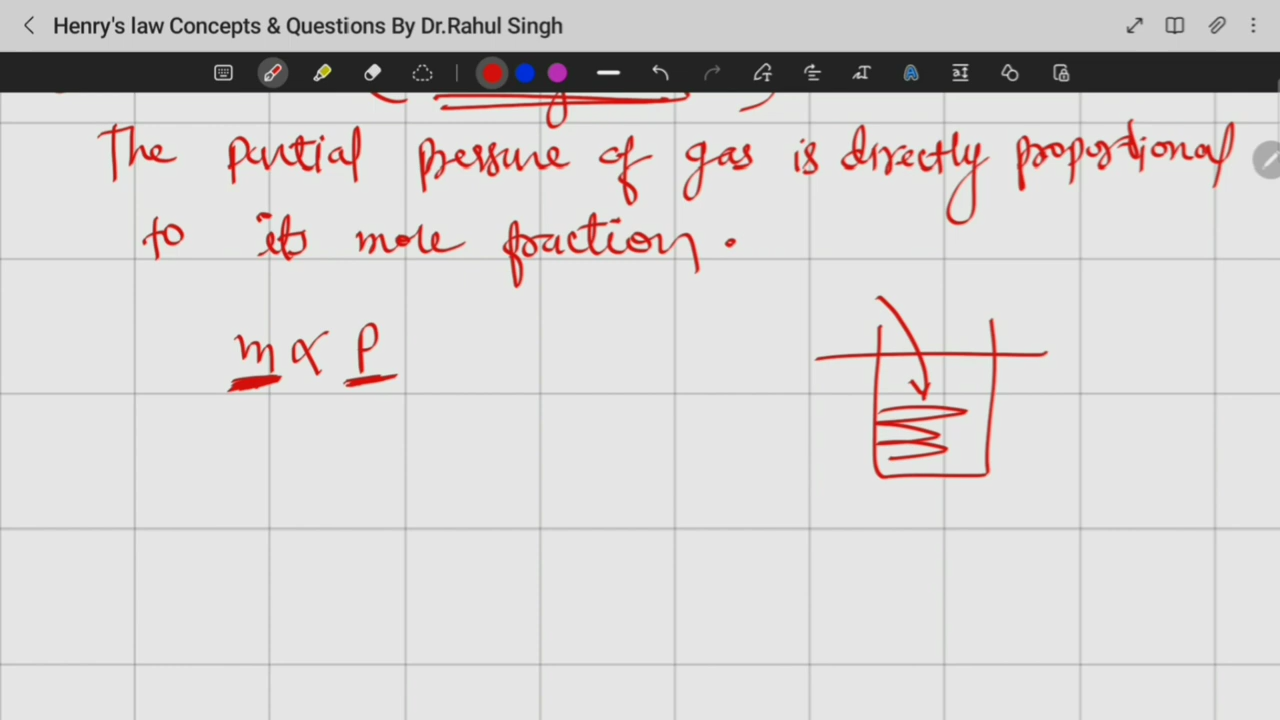 Henry's law Concepts & Questions By Dr.Rahul Singh
The partial pressure of gas is directly proportional
to its mole fraction.
m ∝ P